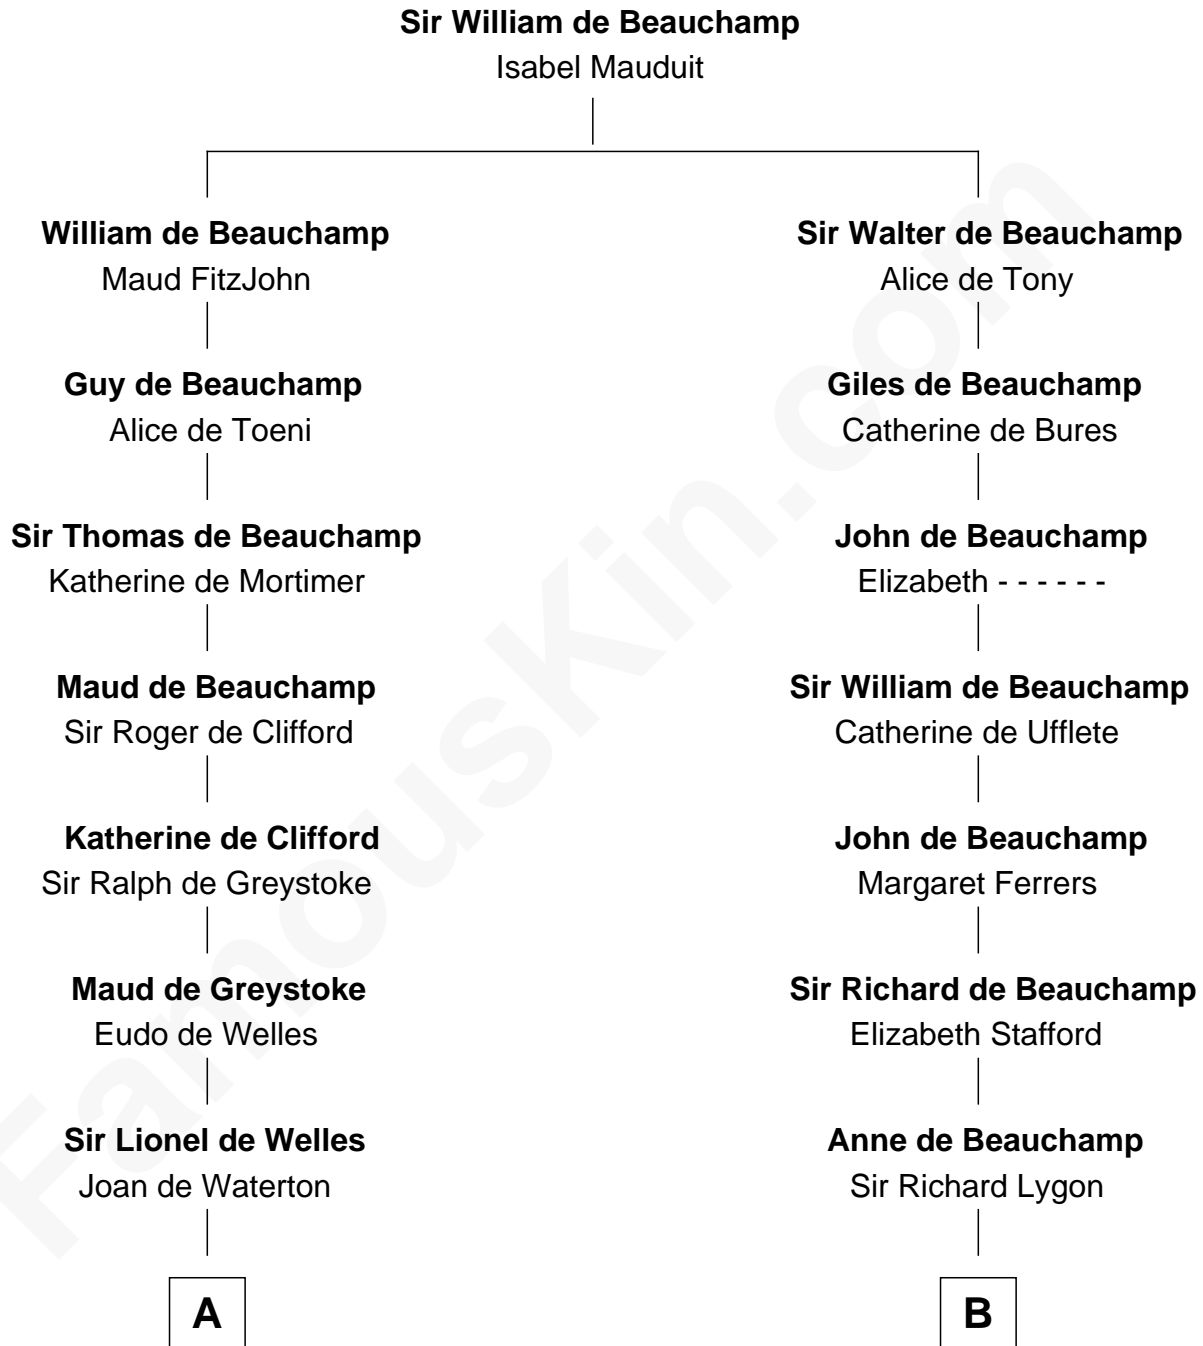 Sir William de Beauchamp
Isabel Mauduit
William de Beauchamp
Maud FitzJohn
Sir Walter de Beauchamp
Alice de Tony
Guy de Beauchamp
Alice de Toeni
Giles de Beauchamp
Catherine de Bures
Sir Thomas de Beauchamp
Katherine de Mortimer
John de Beauchamp
Elizabeth - - - - - -
Maud de Beauchamp
Sir Roger de Clifford
Sir William de Beauchamp
Catherine de Ufflete
Katherine de Clifford
Sir Ralph de Greystoke
John de Beauchamp
Margaret Ferrers
Maud de Greystoke
Eudo de Welles
Sir Richard de Beauchamp
Elizabeth Stafford
Sir Lionel de Welles
Joan de Waterton
Anne de Beauchamp
Sir Richard Lygon
A
B
FamousKin.com